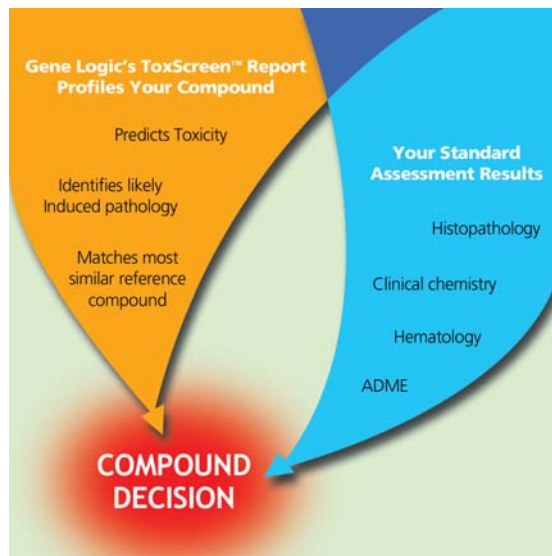 Gene Logic's ToxScreen™ Report
Profiles Your Compound
Predicts Toxicity
Identifies likely
Induced pathology
Matches most
similar reference
compound
Your Standard
Assessment Results
Histopathology
Clinical chemistry
Hematology
ADME
COMPOUND
DECISION